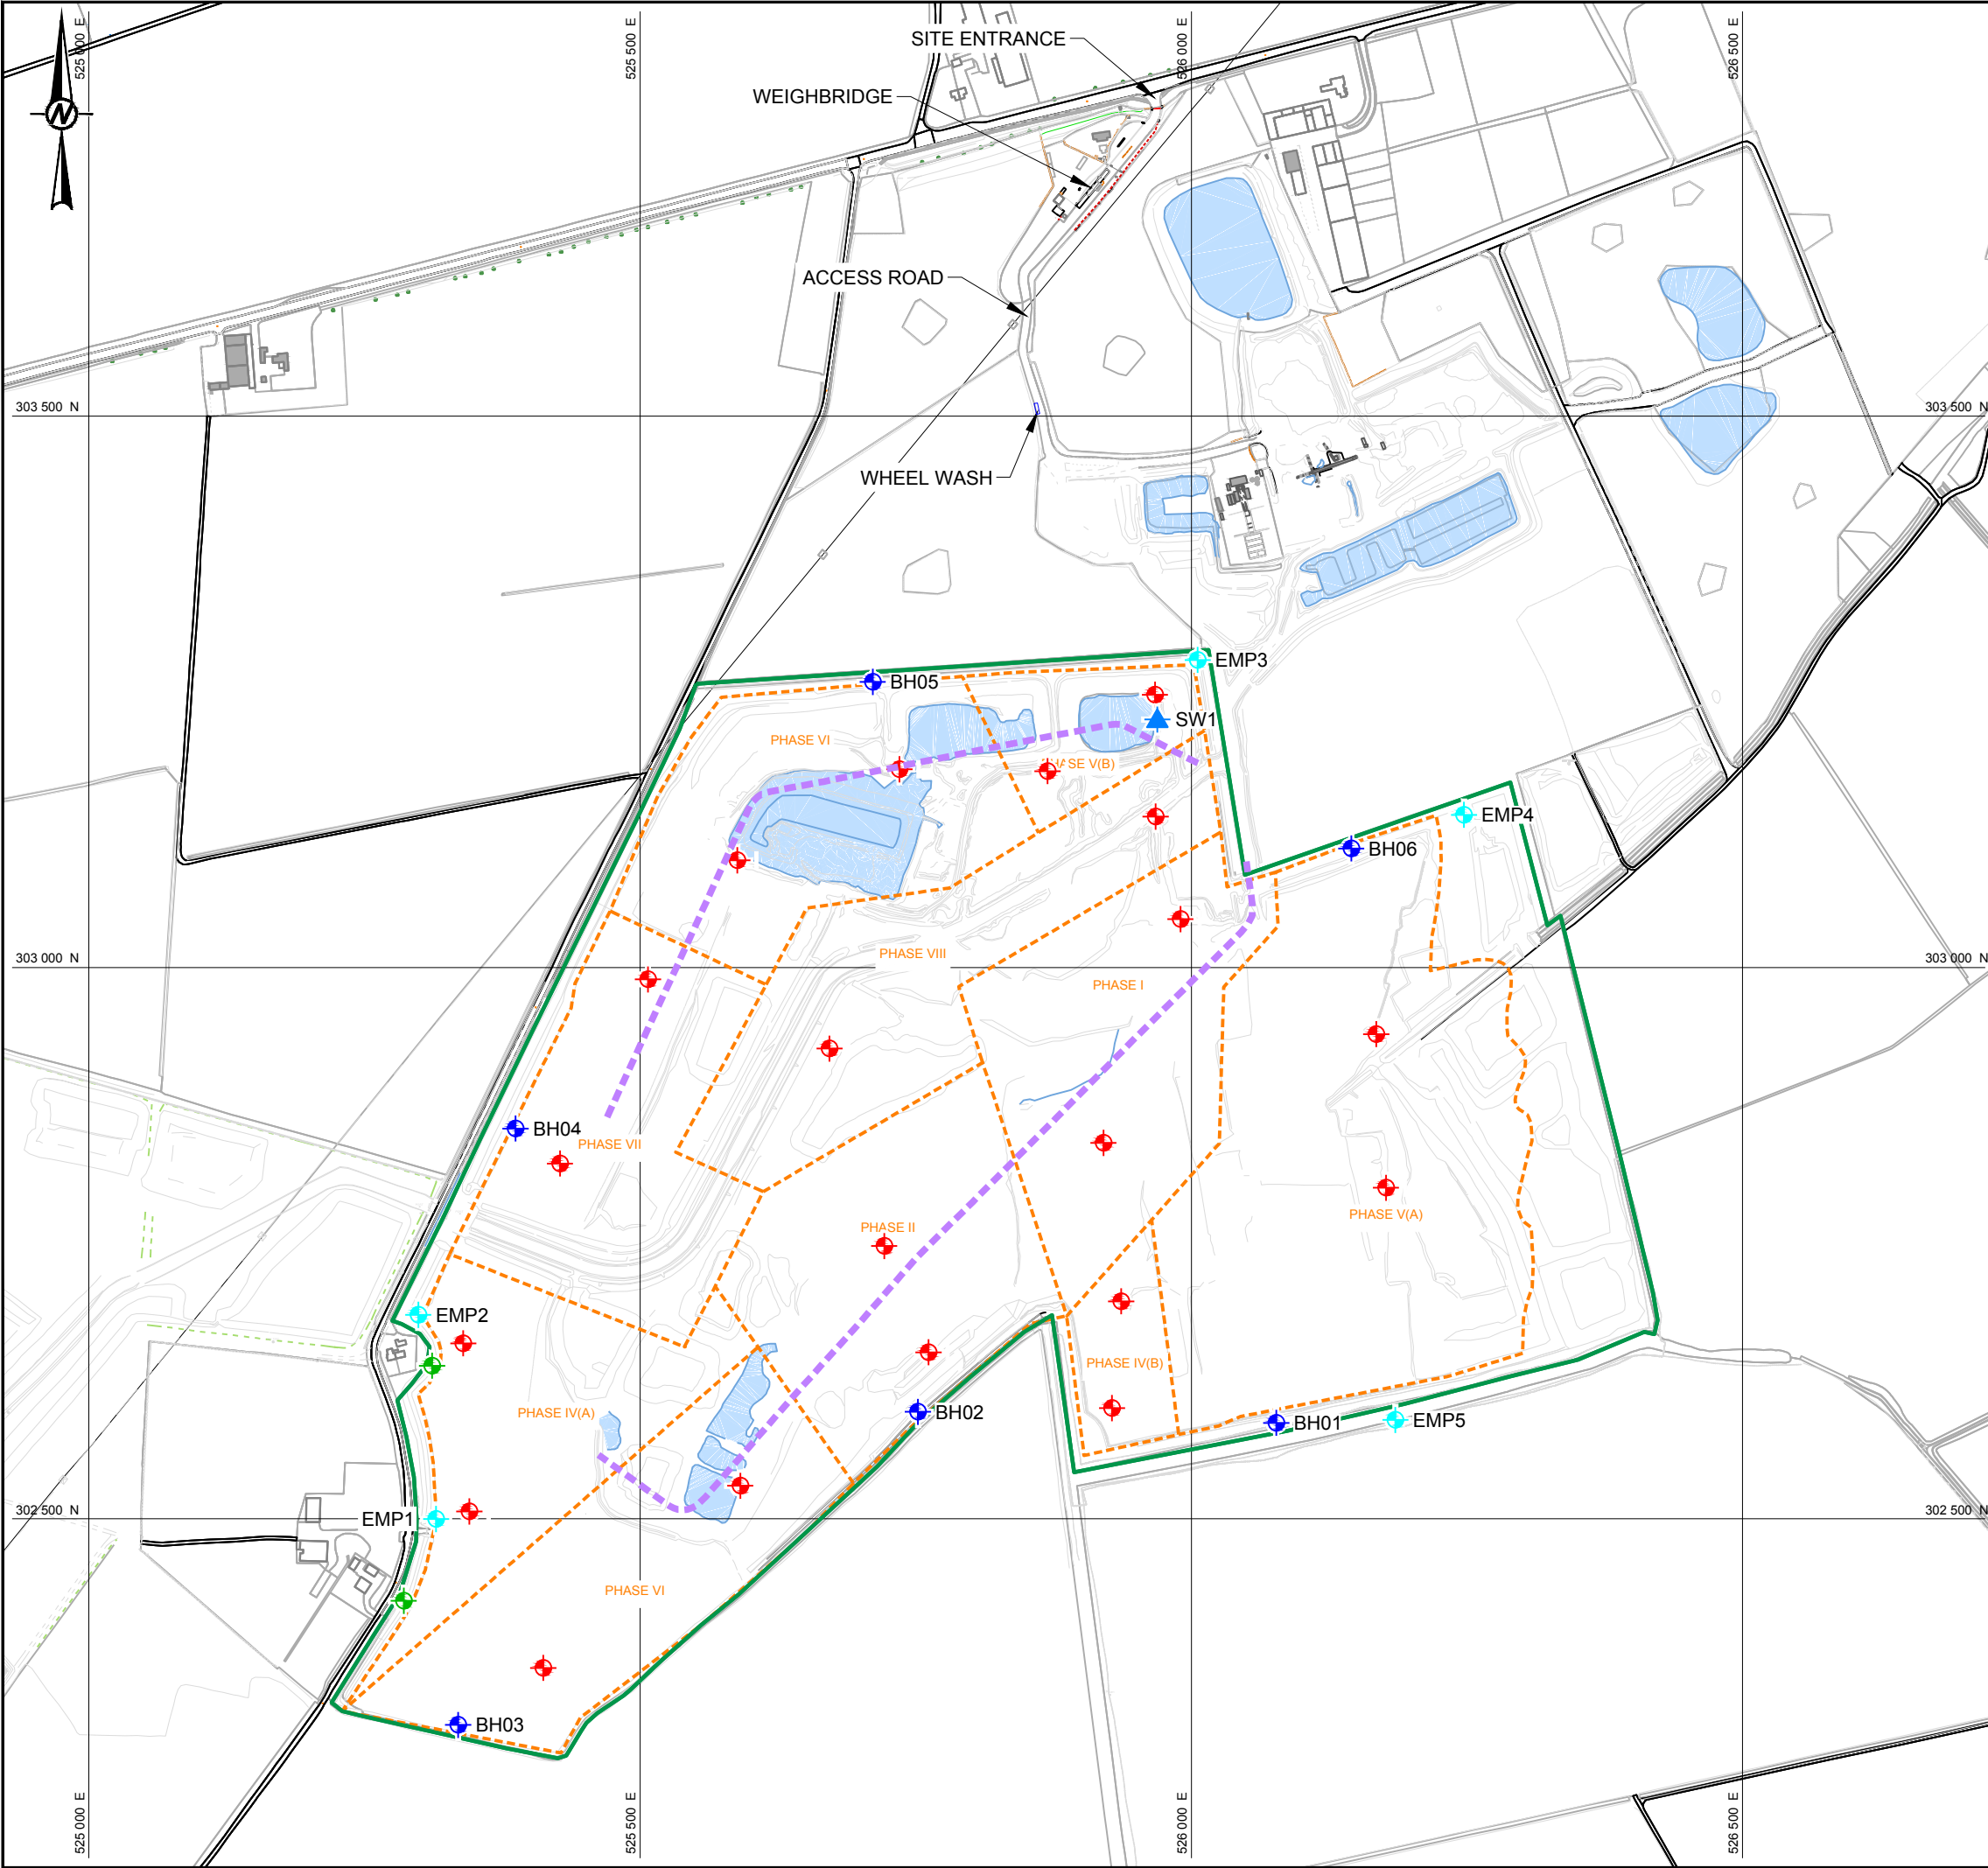 525 000 E
525 500 E
526 000 E
526 500 E
SITE ENTRANCE
WEIGHBRIDGE
N
ACCESS ROAD
303 500 N
303 500 N
WHEEL WASH
EMP3
BH05
SW1
PHASE VI
HASE V(B)
EMP4
BH06
PHASE VIII
303 000 N
303 000 N
PHASE I
BH04
PHASE VII
PHASE V(A)
PHASE II
EMP2
PHASE IV(B)
PHASE IV(A)
BH02
BH01
EMP5
302 500 N
302 500 N
EMP1
PHASE VI
BH03
525 000 E
525 500 E
526 000 E
526 500 E